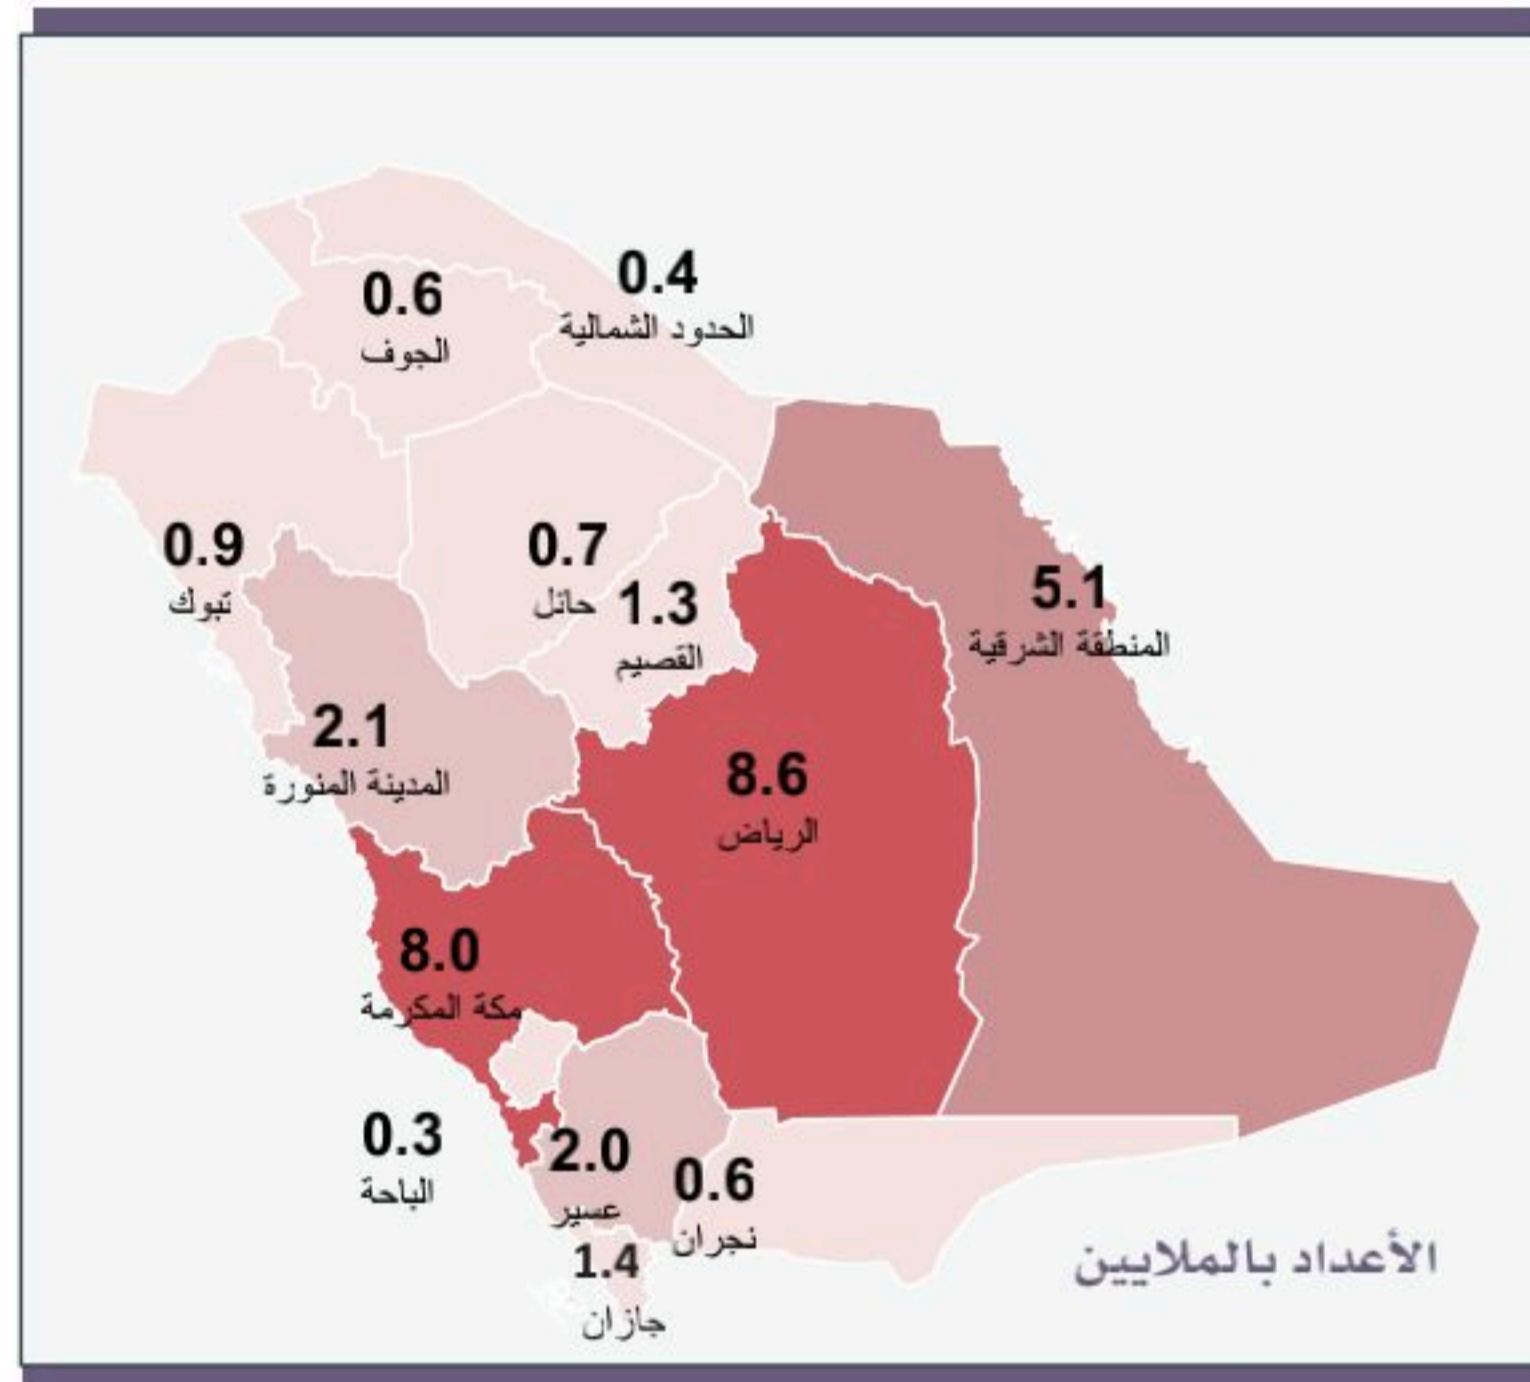 0.4
الحدود الشمالية
0.6
الجوف
0.9
تبوك
0.7
حائل
1.3
القصيم
5.1
المنطقة الشرقية
2.1
المدينة المنورة
8.6
الرياض
8.0
مكة المكرمة
0.3
الباحة
2.0
عسير
0.6
نجران
1.4
جازان
الأعداد بالملايين